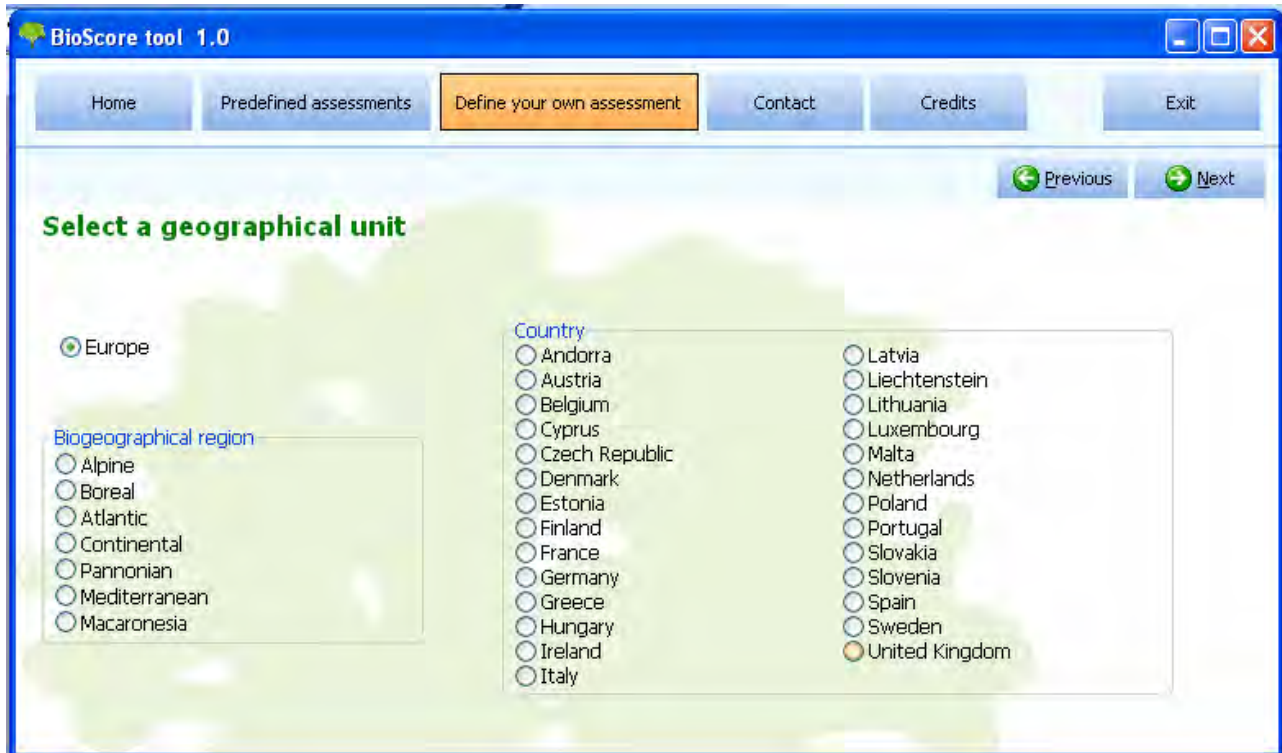 BioScore tool 1.0
Home Predefined assessments Define your own assessment Contact Credits Exit
Previous Next
Select a geographical unit
Europe
Biogeographical region
Alpine
Boreal
Atlantic
Continental
Pannonian
Mediterranean
Macaronesia
Country
Andorra
Austria
Belgium
Cyprus
Czech Republic
Denmark
Estonia
Finland
France
Germany
Greece
Hungary
Ireland
Italy
Latvia
Liechtenstein
Lithuania
Luxembourg
Malta
Netherlands
Poland
Portugal
Slovakia
Slovenia
Spain
Sweden
United Kingdom